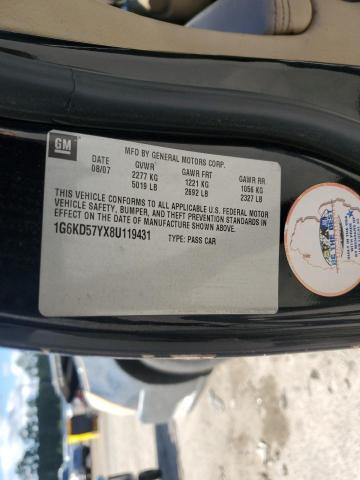 GM
MFD BY GENERAL MOTORS CORP.
DATE GVWR GAWR FRT GAWR RR
08/07 2277 KG 1221 KG 1056 KG
5019 LB 2692 LB 2327 LB
THIS VEHICLE CONFORMS TO ALL APPLICABLE U.S. FEDERAL MOTOR
VEHICLE SAFETY, BUMPER, AND THEFT PREVENTION STANDARDS IN
EFFECT ON THE DATE OF MANUFACTURE SHOWN ABOVE.
1G6KD57YX8U119431 TYPE: PASS CAR